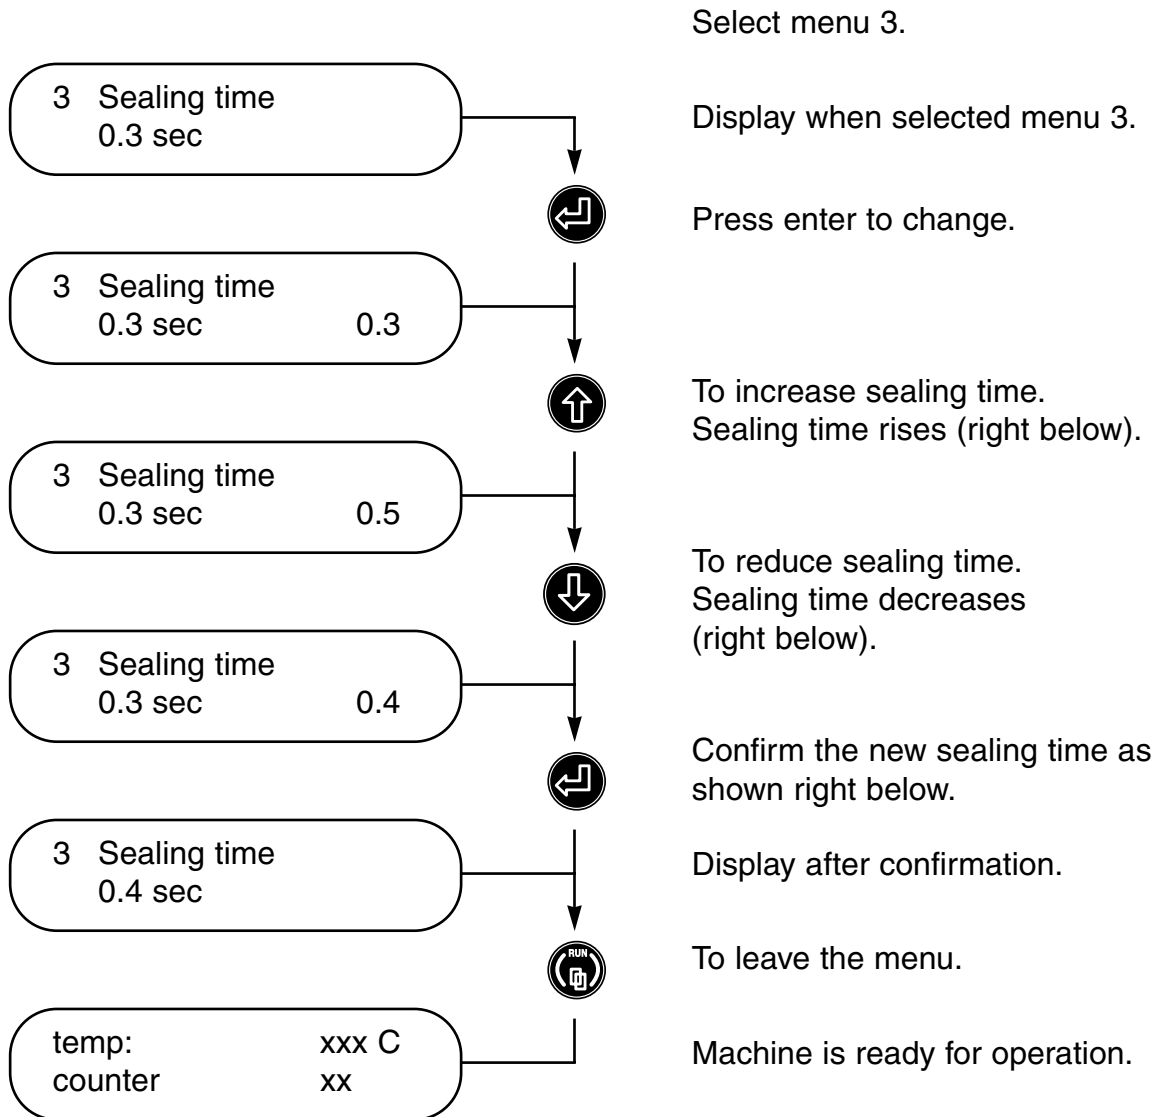 Select menu 3.
3 Sealing time
0.3 sec
Display when selected menu 3.
Press enter to change.
3 Sealing time
0.3 sec 0.3
To increase sealing time.
Sealing time rises (right below).
3 Sealing time
0.3 sec 0.5
To reduce sealing time.
Sealing time decreases
(right below).
3 Sealing time
0.3 sec 0.4
Confirm the new sealing time as
shown right below.
3 Sealing time
0.4 sec
Display after confirmation.
RUN
To leave the menu.
temp: xxx C
counter xx
Machine is ready for operation.